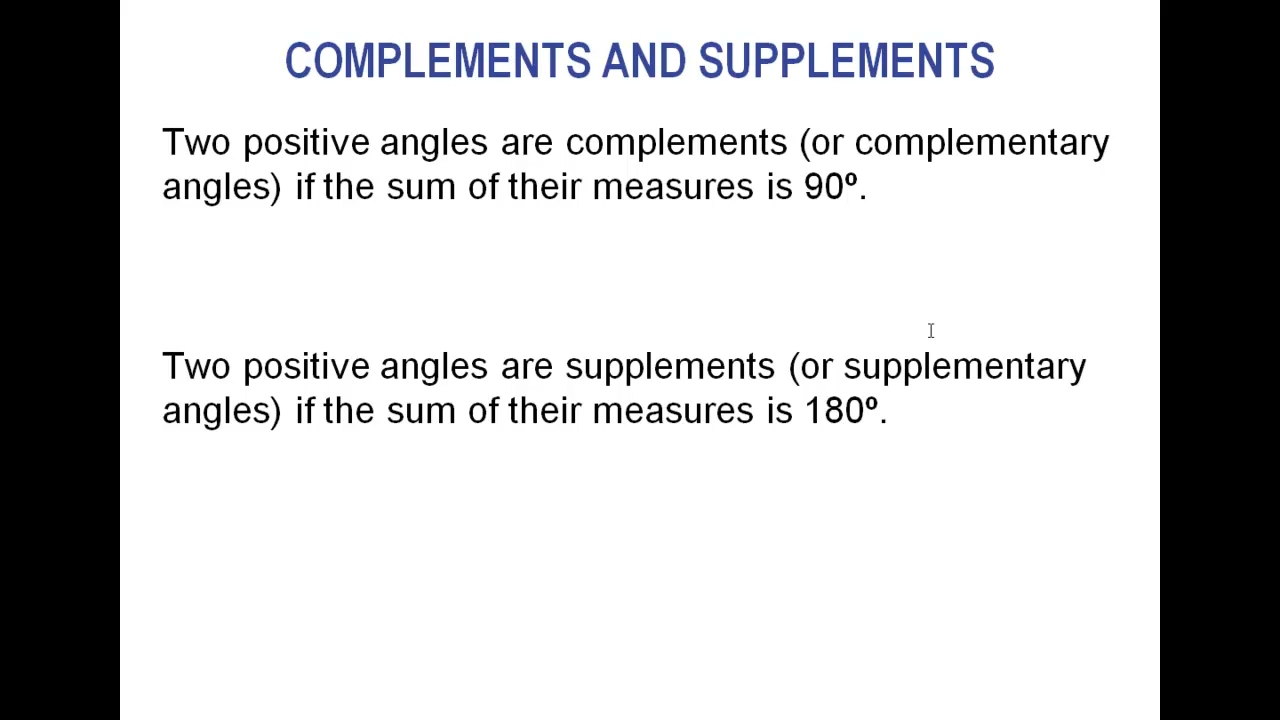 COMPLEMENTS AND SUPPLEMENTS
Two positive angles are complements (or complementary
angles) if the sum of their measures is 90º.
Two positive angles are supplements (or supplementary
angles) if the sum of their measures is 180º.